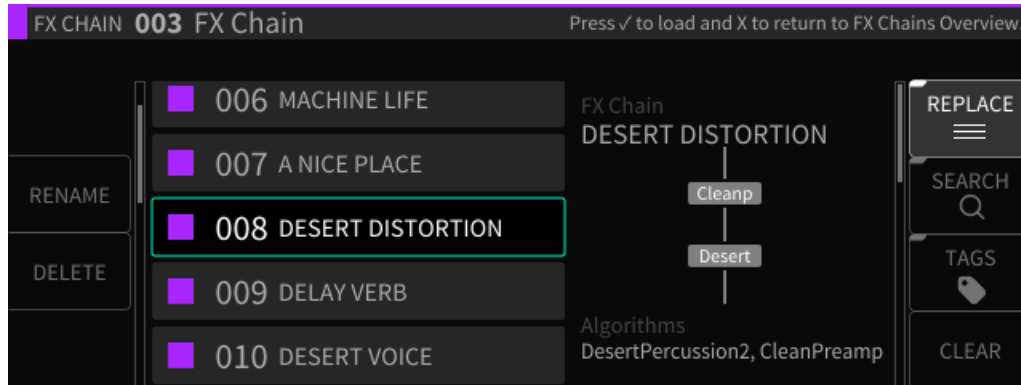 FX CHAIN 003 FX Chain
Press ✓ to load and X to return to FX Chains Overview.
RENAME
DELETE
006 MACHINE LIFE
007 A NICE PLACE
008 DESERT DISTORTION
009 DELAY VERB
010 DESERT VOICE
FX Chain
DESERT DISTORTION
Cleanp
Desert
Algorithms
DesertPercussion2, CleanPreamp
REPLACE
SEARCH
TAGS
CLEAR